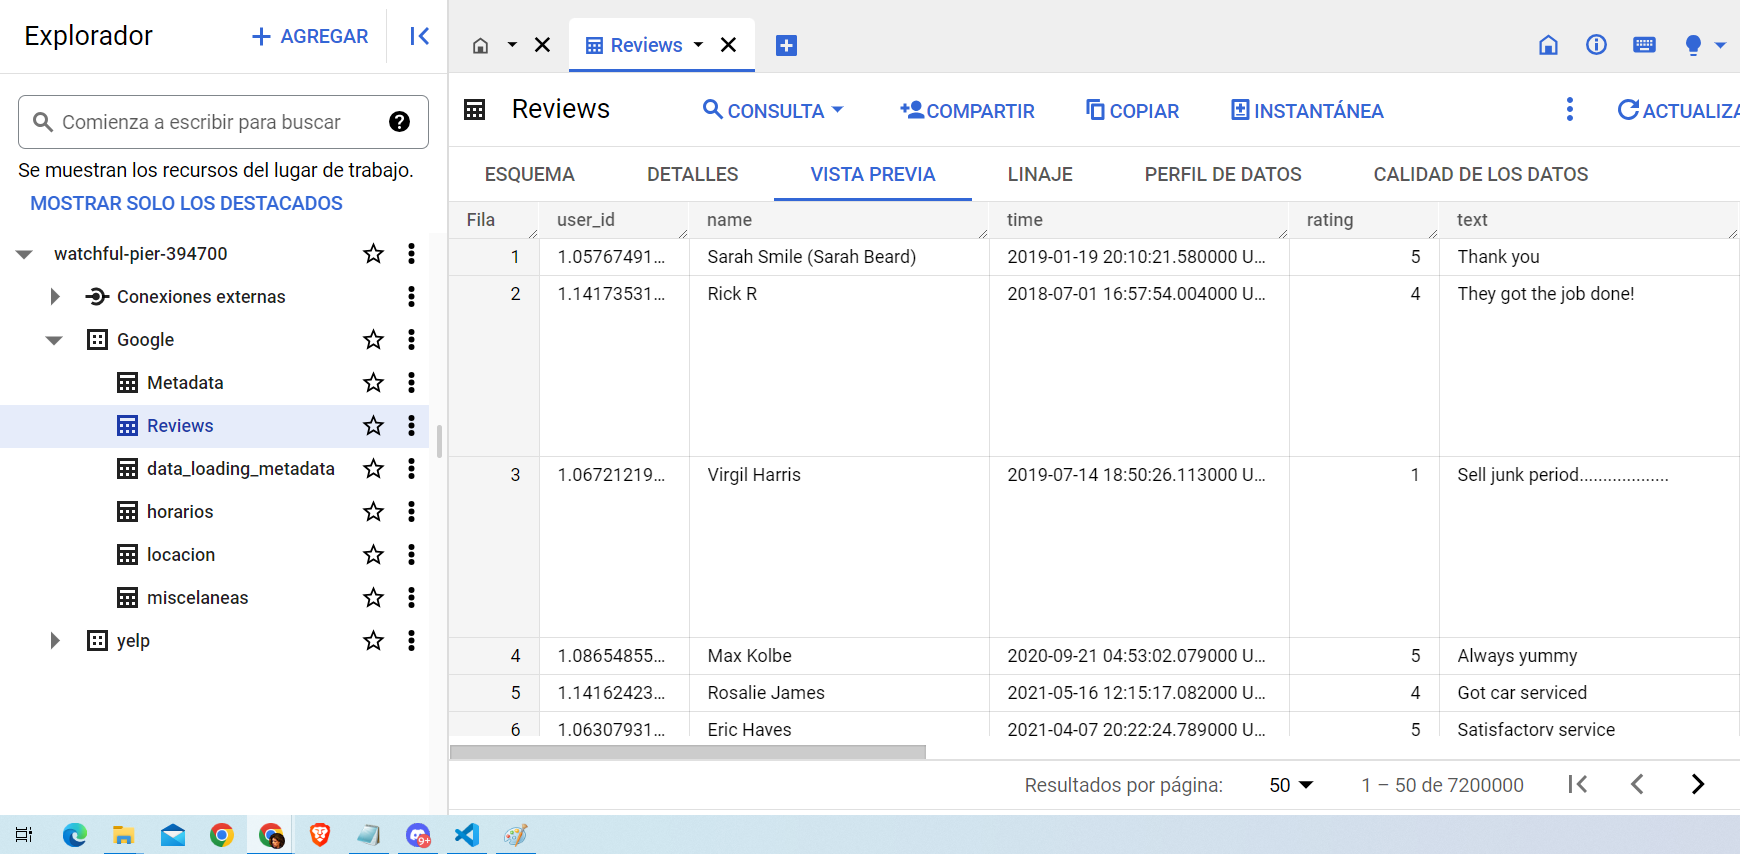 Explorador
AGREGAR
Comienza a escribir para buscar
Se muestran los recursos del lugar de trabajo.
MOSTRAR SOLO LOS DESTACADOS
watchful-pier-394700
Conexiones externas
Google
Metadata
Reviews
data_loading_metadata
horarios
locacion
miscelaneas
yelp
Reviews
Reviews
CONSULTA
COMPARTIR
COPIAR
INSTANTÁNEA
ACTUALIZA
ESQUEMA DETALLES VISTA PREVIA LINAJE PERFIL DE DATOS CALIDAD DE LOS DATOS
Fila user_id name time rating text
1 1.05767491... Sarah Smile (Sarah Beard) 2019-01-19 20:10:21.580000 U... 5 Thank you
2 1.14173531... Rick R 2018-07-01 16:57:54.004000 U... 4 They got the job done!
3 1.06721219... Virgil Harris 2019-07-14 18:50:26.113000 U... 1 Sell junk period...................
4 1.08654855... Max Kolbe 2020-09-21 04:53:02.079000 U... 5 Always yummy
5 1.14162423... Rosalie James 2021-05-16 12:15:17.082000 U... 4 Got car serviced
6 1.06307931... Eric Hayes 2021-04-07 20:22:24.789000 U... 5 Satisfactory service
Resultados por página: 50 1 – 50 de 7200000
9+